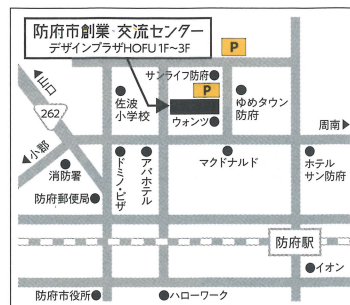 防府市創業・交流センター
デザインプラザHOFU 1F~3F
P
サンライフ防府
P
山口
262
佐波
小学校
ゆめタウン
防府
ウォンツ
周南
小郡
消防署
ドミノ・ピザ
アパホテル
マクドナルド
ホテル
サン防府
防府郵便局
防府駅
イオン
防府市役所
ハローワーク